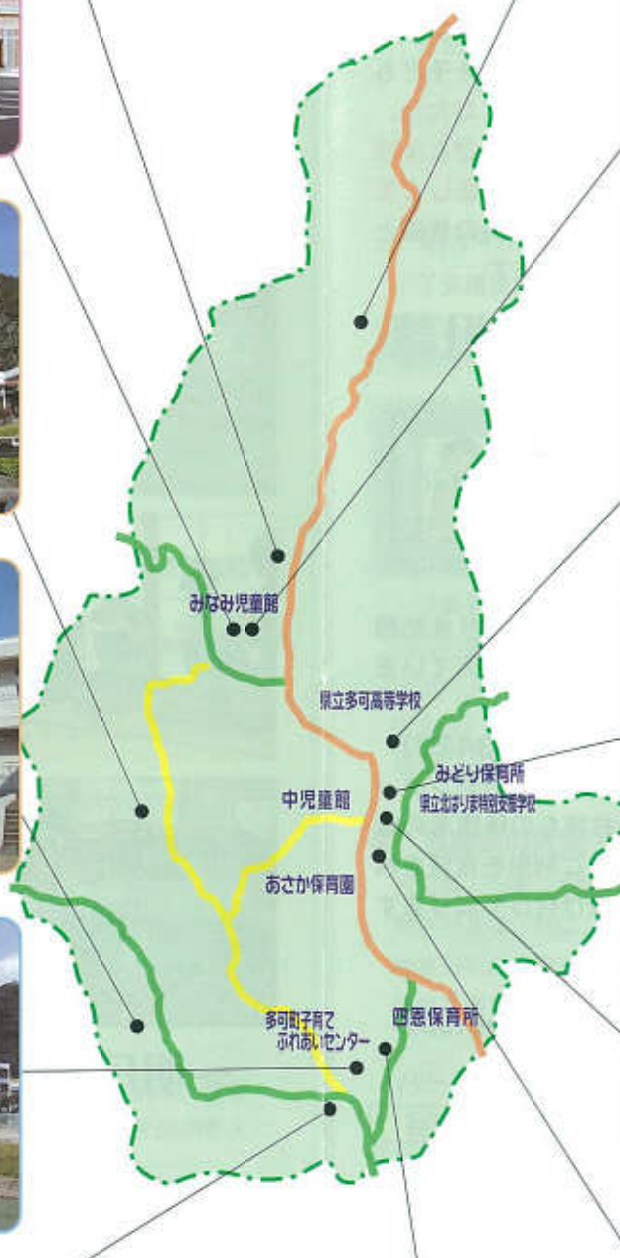 みなみ児童館
県立多可高等学校
みどり保育所
中児童館
県立北はりま特別支援学校
あさか保育園
多可町子育て
ふれあいセンター
四恩保育所